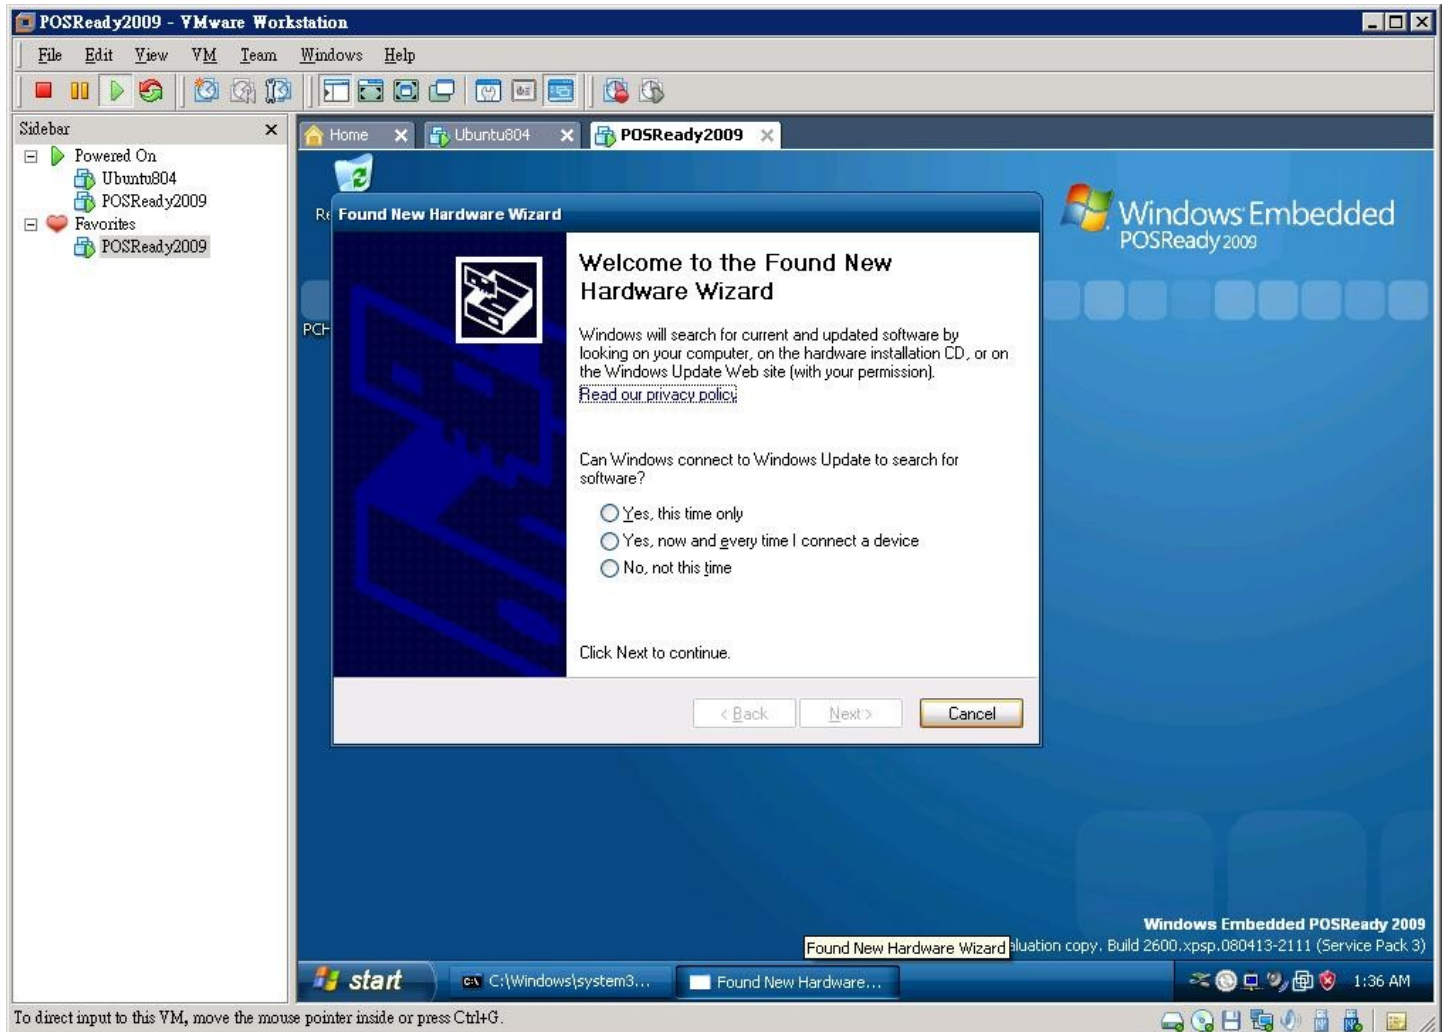 POSReady2009 - VMware Workstation
File Edit View VM Team Windows Help
Sidebar
Powered On
Ubuntu804
POSReady2009
Favorites
POSReady2009
Home
Ubuntu804
POSReady2009
Windows Embedded
POSReady 2009
PCH
Found New Hardware Wizard
Welcome to the Found New
Hardware Wizard
Windows will search for current and updated software by
looking on your computer, on the hardware installation CD, or on
the Windows Update Web site (with your permission).
Read our privacy policy
Can Windows connect to Windows Update to search for
software?
Yes, this time only
Yes, now and every time I connect a device
No, not this time
Click Next to continue.
< Back
Next >
Cancel
Windows Embedded POSReady 2009
Found New Hardware Wizard
copy. Build 2600.xpsp.080413-2111 (Service Pack 3)
start
C:\Windows\system3...
Found New Hardware...
1:36 AM
To direct input to this VM, move the mouse pointer inside or press Ctrl+G.